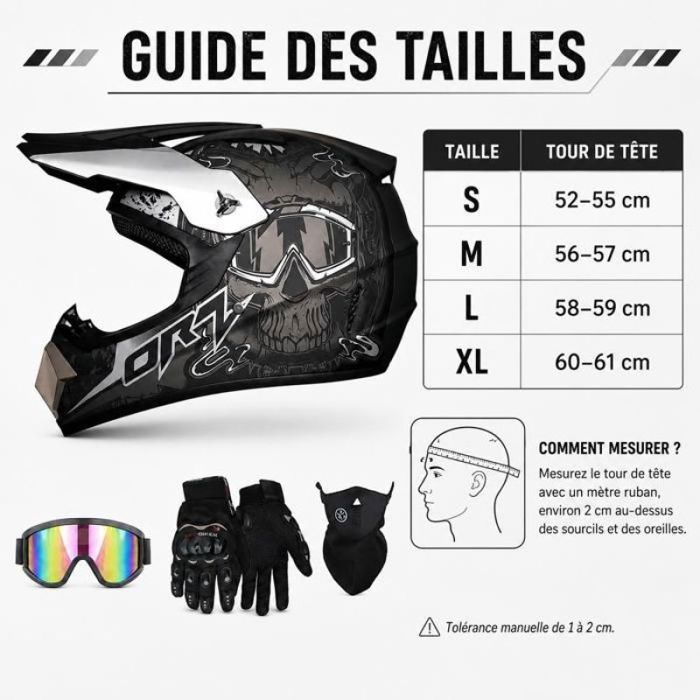 GUIDE DES TAILLES
TAILLE TOUR DE TÊTE
S 52–55 cm
M 56–57 cm
L 58–59 cm
XL 60–61 cm
ORZ
COMMENT MESURER ?
Mesurez le tour de tête
avec un mètre ruban,
environ 2 cm au-dessus
des sourcils et des oreilles.
Tolérance manuelle de 1 à 2 cm.